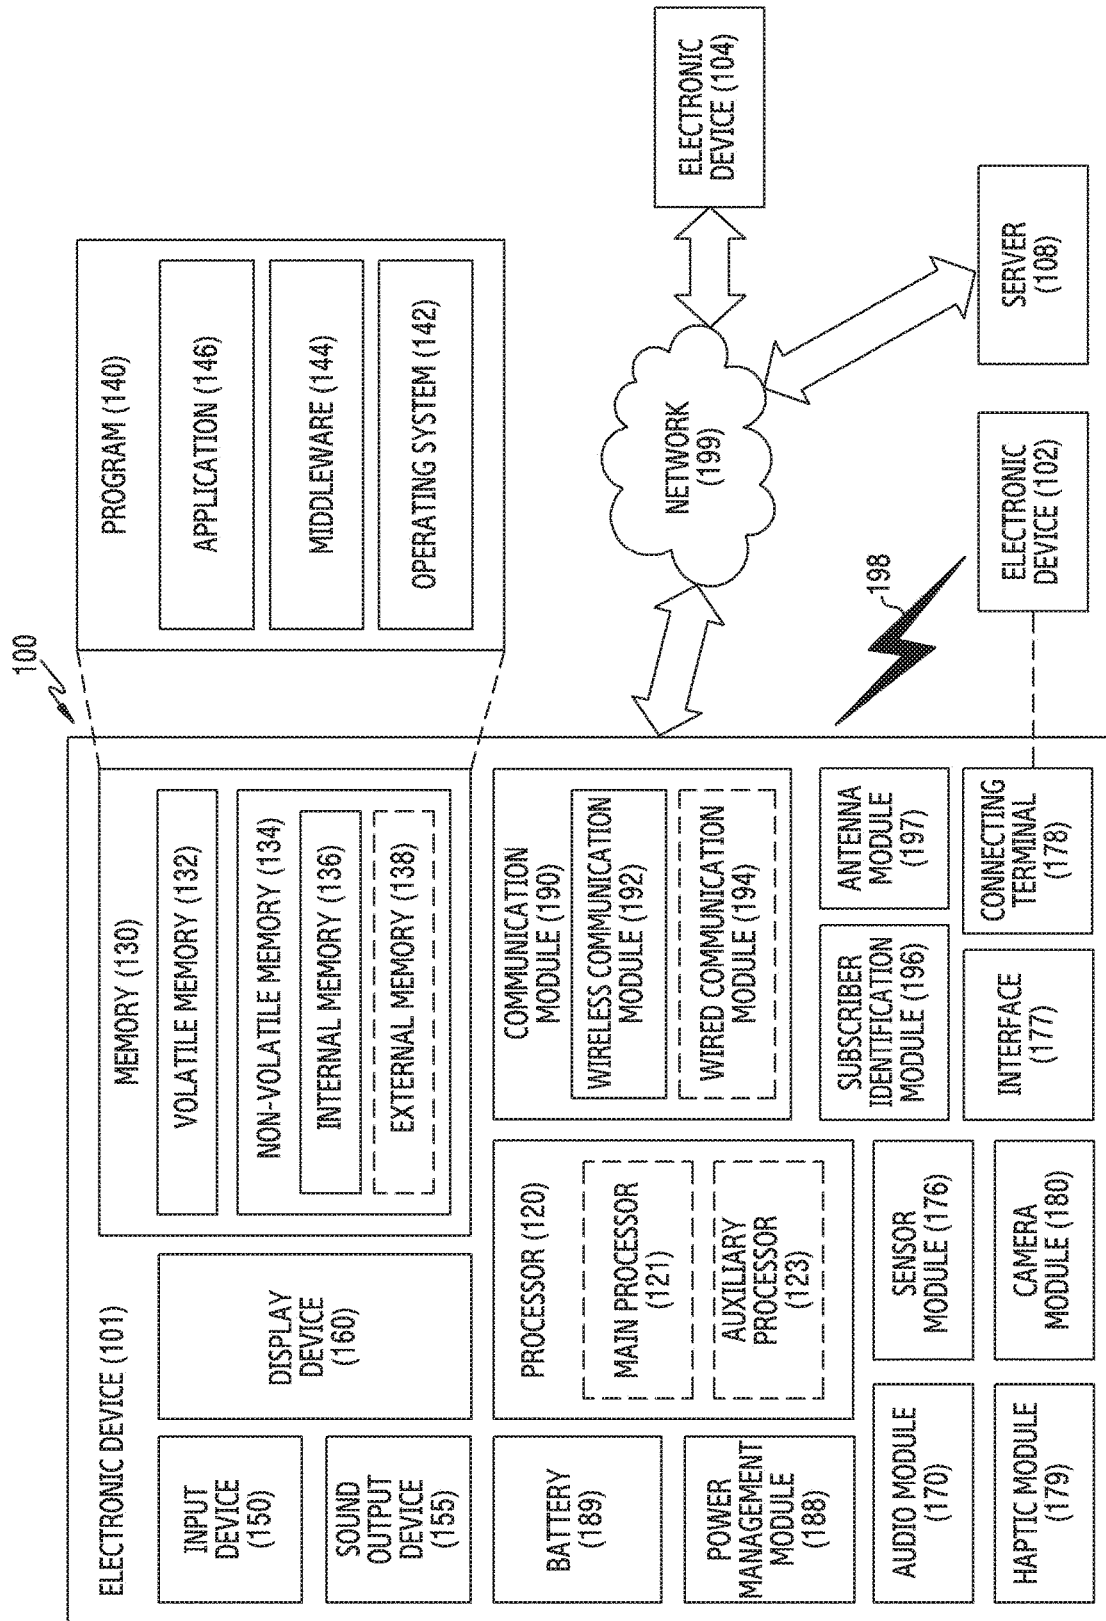 100
ELECTRONIC DEVICE (101)
INPUT
DEVICE
(150)
SOUND
OUTPUT
DEVICE
(155)
DISPLAY
DEVICE
(160)
MEMORY (130)
VOLATILE MEMORY (132)
NON-VOLATILE MEMORY (134)
INTERNAL MEMORY (136)
EXTERNAL MEMORY (138)
PROGRAM (140)
APPLICATION (146)
MIDDLEWARE (144)
OPERATING SYSTEM (142)
BATTERY
(189)
POWER
MANAGEMENT
MODULE
(188)
PROCESSOR (120)
MAIN PROCESSOR
(121)
AUXILIARY
PROCESSOR
(123)
COMMUNICATION
MODULE (190)
WIRELESS COMMUNICATION
MODULE (192)
WIRED COMMUNICATION
MODULE (194)
NETWORK
(199)
ELECTRONIC
DEVICE (104)
AUDIO MODULE
(170)
SENSOR
MODULE (176)
SUBSCRIBER
IDENTIFICATION
MODULE (196)
ANTENNA
MODULE
(197)
198
HAPTIC MODULE
(179)
CAMERA
MODULE (180)
INTERFACE
(177)
CONNECTING
TERMINAL
(178)
ELECTRONIC
DEVICE (102)
SERVER
(108)